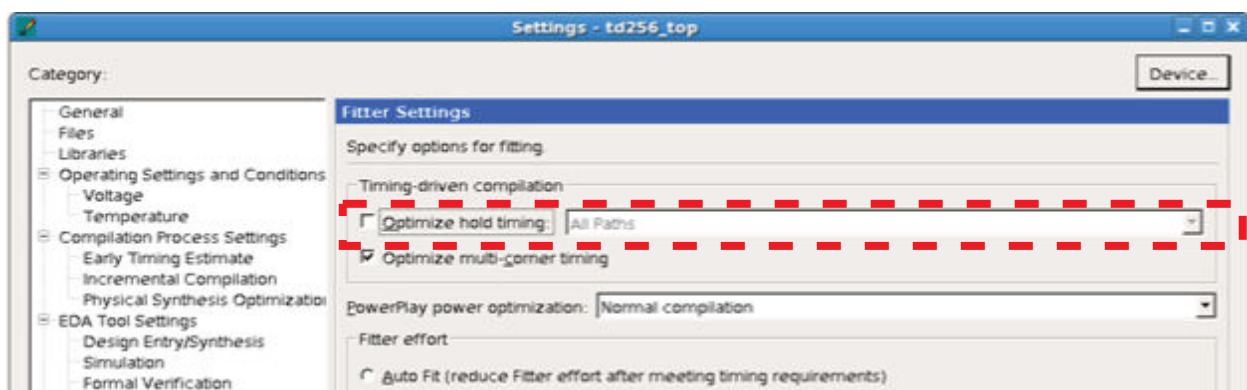 Settings - td256_top
Category:
Device...
General
Files
Libraries
Operating Settings and Conditions
Voltage
Temperature
Compilation Process Settings
Early Timing Estimate
Incremental Compilation
Physical Synthesis Optimization
EDA Tool Settings
Design Entry/Synthesis
Simulation
Formal Verification
Fitter Settings
Specify options for fitting.
Timing-driven compilation
Optimize hold timing: All Paths
Optimize multi-corner timing
PowerPlay power optimization: Normal compilation
Fitter effort
Auto Fit (reduce Fitter effort after meeting timing requirements)